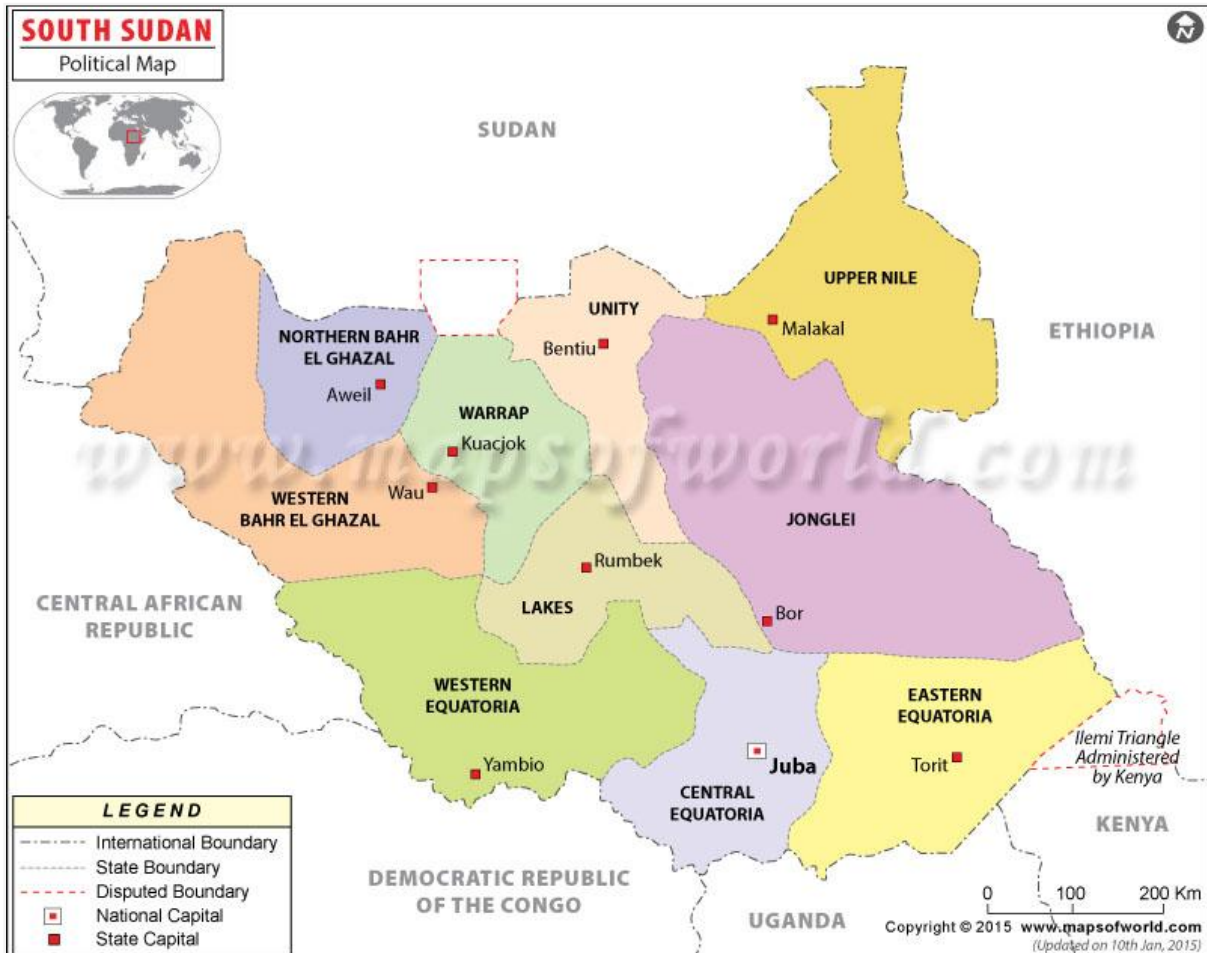 SOUTH SUDAN
Political Map
N
SUDAN
UPPER NILE
UNITY
Malakal
ETHIOPIA
NORTHERN BAHR
EL GHAZAL
Bentiu
Aweil
WARRAP
Kuacjok
www.mapsofworld.com
Wau
WESTERN
BAHR EL GHAZAL
JONGLEI
Rumbek
CENTRAL AFRICAN
REPUBLIC
LAKES
Bor
WESTERN
EQUATORIA
EASTERN
EQUATORIA
Ilemi Triangle
Administered
by Kenya
Juba
Torit
Yambio
CENTRAL
EQUATORIA
KENYA
DEMOCRATIC REPUBLIC
OF THE CONGO
UGANDA
LEGEND
International Boundary
State Boundary
Disputed Boundary
National Capital
State Capital
0 100 200 Km
Copyright © 2015 www.mapsofworld.com
(Updated on 10th Jan, 2015)